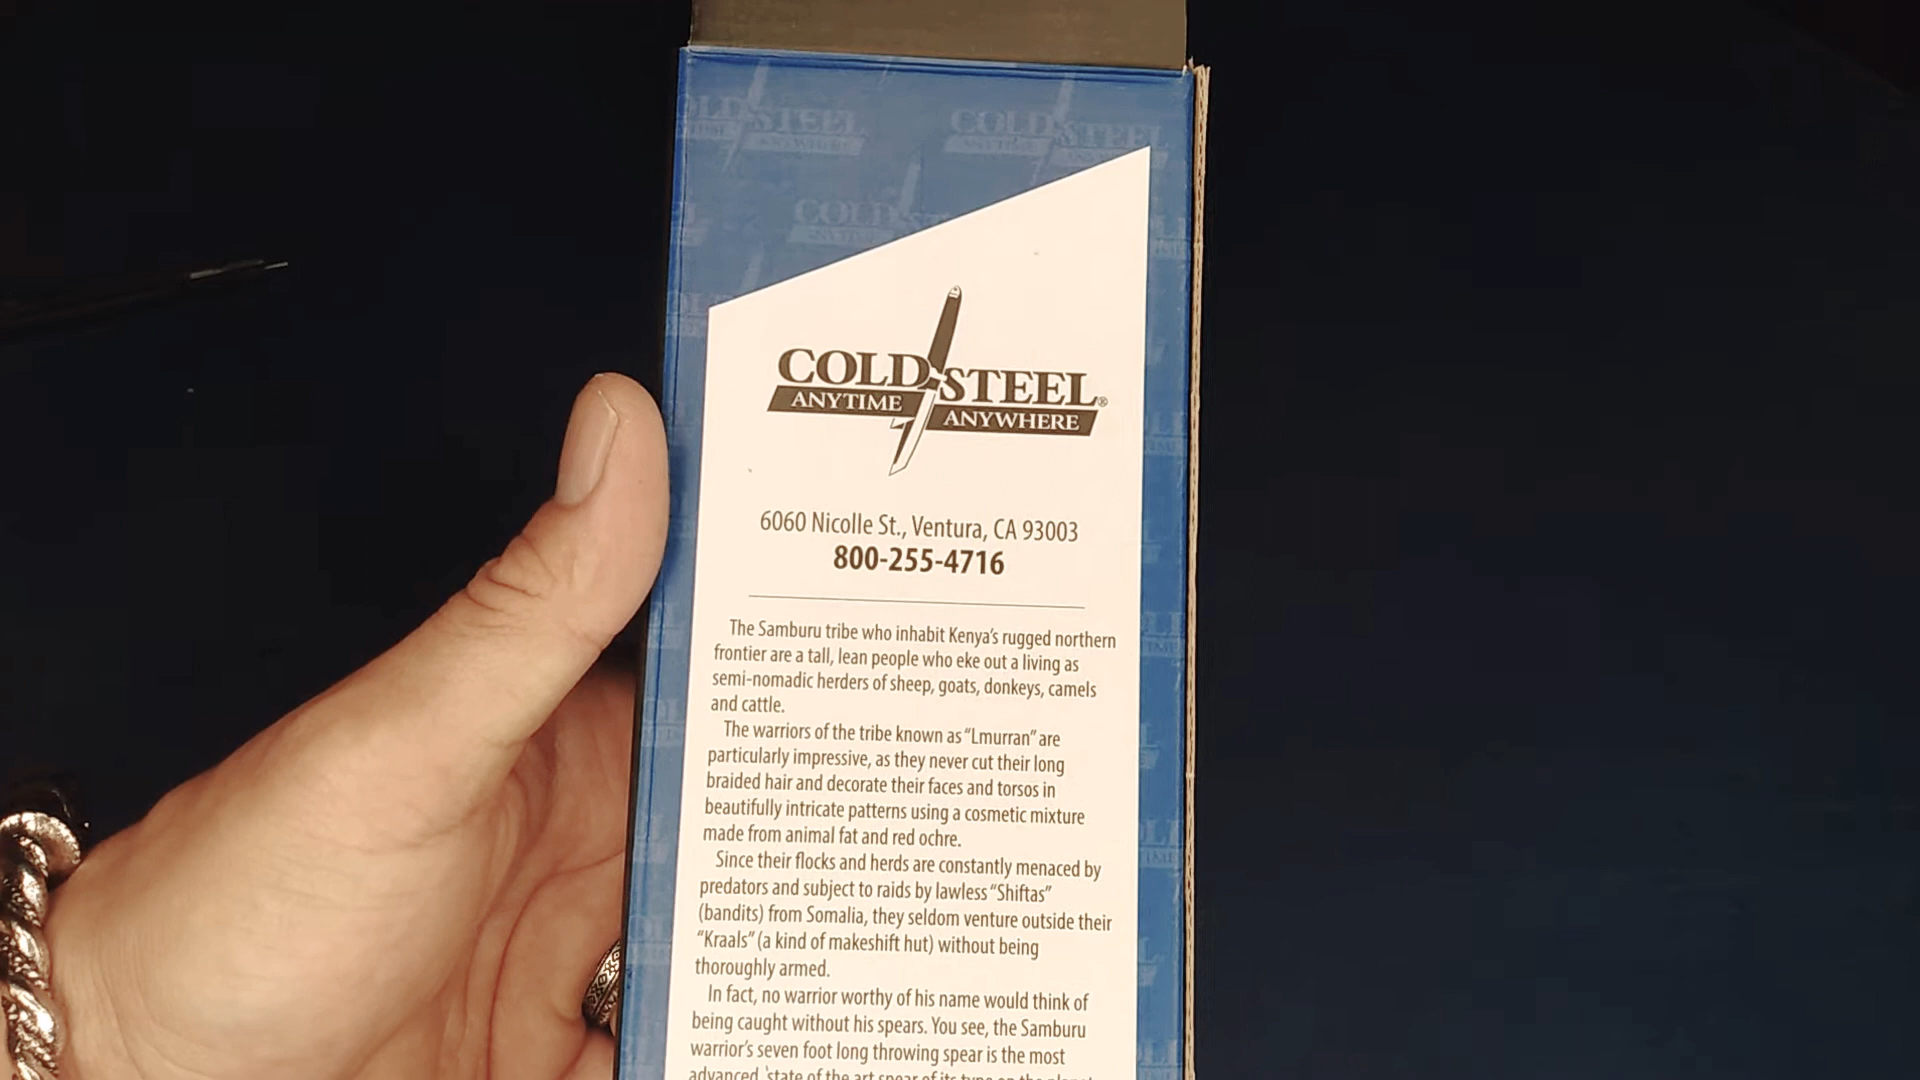 COLD STEEL
COLD STEEL
COLD
COLD STEEL®
ANYTIME
ANYWHERE
6060 Nicolle St., Ventura, CA 93003
800-255-4716
The Samburu tribe who inhabit Kenya's rugged northern
frontier are a tall, lean people who eke out a living as
semi-nomadic herders of sheep, goats, donkeys, camels
and cattle.
The warriors of the tribe known as "Lmurran" are
particularly impressive, as they never cut their long
braided hair and decorate their faces and torsos in
beautifully intricate patterns using a cosmetic mixture
made from animal fat and red ochre.
Since their flocks and herds are constantly menaced by
predators and subject to raids by lawless "Shiftas"
(bandits) from Somalia, they seldom venture outside their
"Kraals" (a kind of makeshift hut) without being
thoroughly armed.
In fact, no warrior worthy of his name would think of
being caught without his spears. You see, the Samburu
warrior's seven foot long throwing spear is the most
advanced, 'state of the art spear of its type on the planet